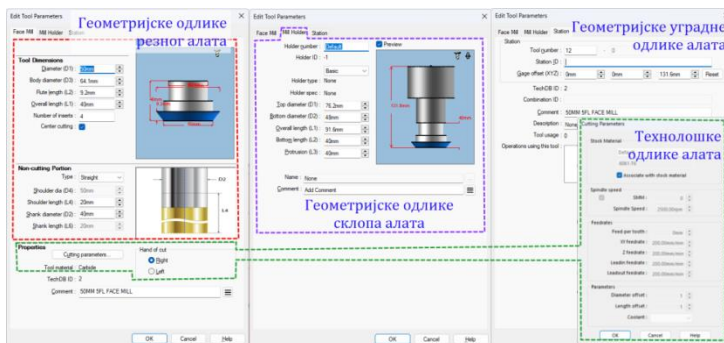 Edit Tool Parameters
Геометријске одлике
резног алата
Face Mill Mill Holder Station
Tool Dimensions
Diameter (D1): 50mm
Body diameter (D3): 64.1mm
Flute length (L2): 9.2mm
Overall length (L1): 40mm
Number of inserts 4
Center cutting
Non-cutting Portion
Type : Straight
Shoulder dia (D4): 50mm
Shoulder length (L4): 20mm
Shank diameter (D2): 40mm
Shank length (L6): 20mm
D2
L4
Properties
Cutting parameters...
Hand of cut
Right
Left
Tool material : Carbide
TechDB ID : 2
Comment : 50MM 5FL FACE MILL
OK Cancel Help
Edit Tool Parameters
Face Mill Mill Holder Station
Holder number : Default
Preview
Holder ID : -1
Basic
Holder type : None
Holder spec : None
Top diameter (D1): 76.2mm
Bottom diameter (D2): 48mm
Overall length (L1): 91.6mm
Bottom length (L2): 40mm
Protrusion (L3): 40mm
Name : None
Comment : Add Comment
Геометријске одлике
склопа алата
OK Cancel Help
Edit Tool Parameters
Геометријске уградне
одлике алата
Face Mill Mill Holder Station
Station
Tool number : 12
Station ID :
Gage offset (XYZ) : 0mm 0mm 131.6mm Reset
TechDB ID : 2
Combination ID :
Comment : 50MM 5FL FACE MILL
Description : None
Tool usage 0
Operations using this tool :
Cutting Parameters
Технолошке
одлике алата
Stock Material
Associate with stock material
Spindle speed
SMM :
Spindle Speed :
Feedrates
Feed per tooth :
XY feedrate :
Z feedrate :
Leadin feedrate :
Leadout feedrate :
Parameters
Diameter offset :
Length offset :
Coolant :
OK Cancel Help